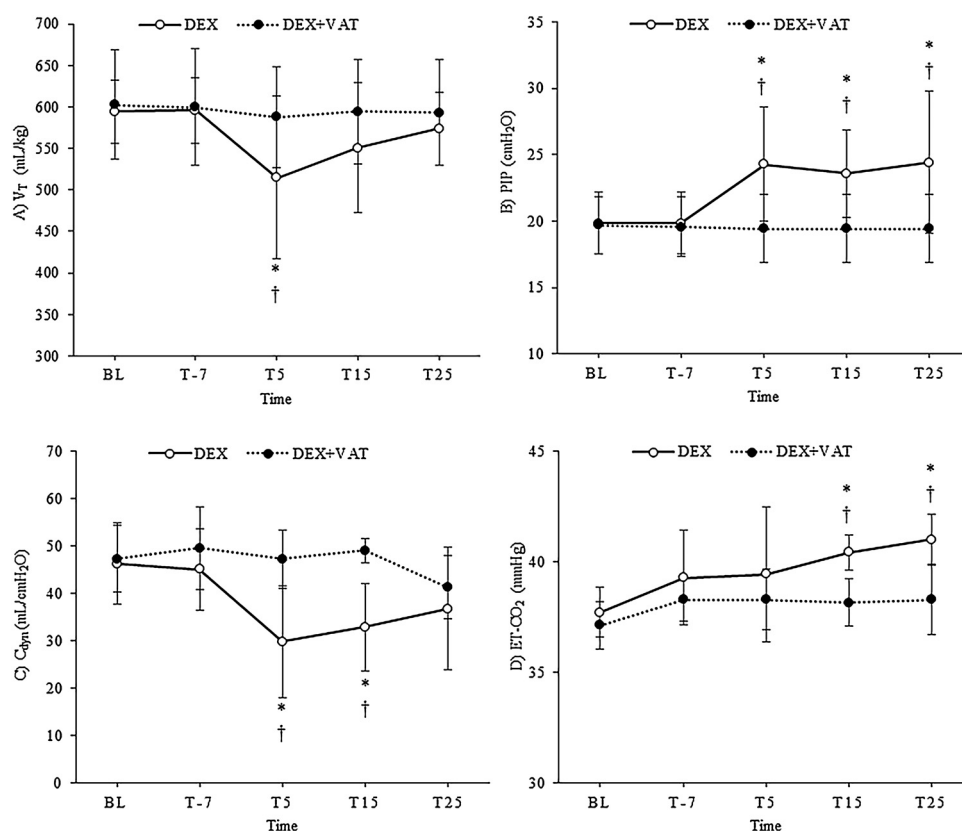 DEX DEX+VAT
700
650
600
550
500
450
400
350
300
A) VT (mL/kg)
*
†
BL T-7 T5 T15 T25
Time
DEX DEX+VAT
35
30
25
20
15
10
B) PIP (cmH2O)
* * *
† † †
BL T-7 T5 T15 T25
Time
DEX DEX+VAT
70
60
50
40
30
20
10
0
C) Cdyn (mL/cmH2O)
* *
† †
BL T-7 T5 T15 T25
Time
DEX DEX+VAT
45
40
35
30
D) ET-CO2 (mmHg)
* *
† †
BL T-7 T5 T15 T25
Time